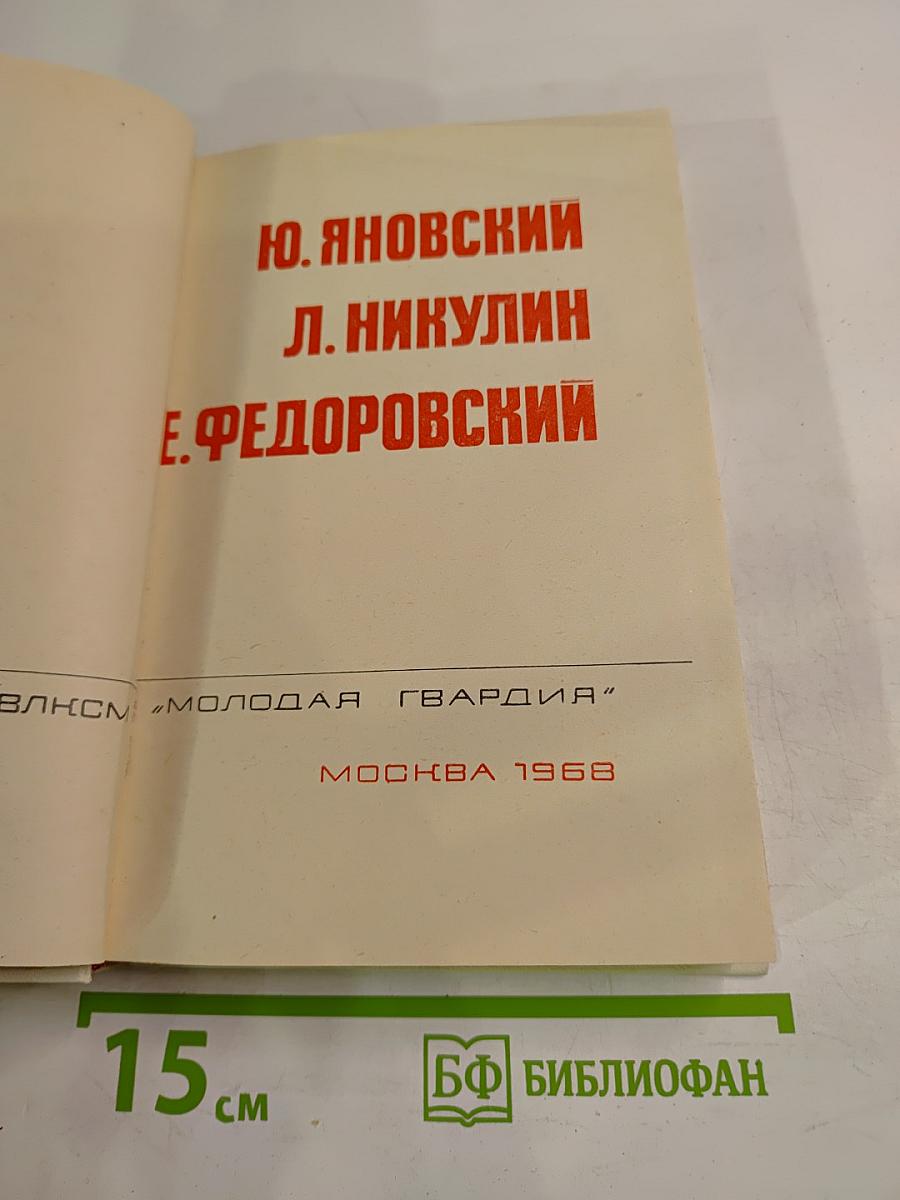 Ю. ЯНОВСКИЙ
Л. НИКУЛИН
Е. ФЕДОРОВСКИЙ
ВЛКСМ „МОЛОДАЯ ГВАРДИЯ"
МОСКВА 1968
15 см
БФ БИБЛИОФАН